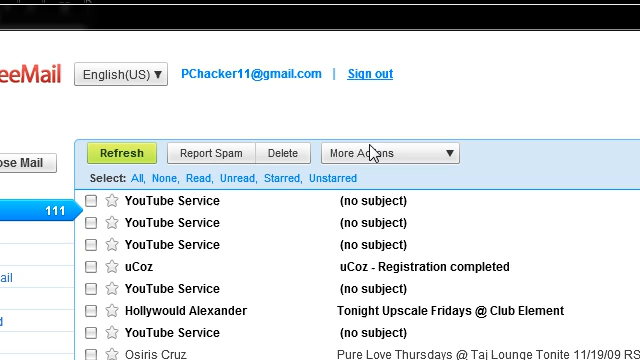 eeMail English(US) ▼ PChacker11@gmail.com | Sign out
ose Mail Refresh Report Spam Delete More Actions ▼
Select: All, None, Read, Unread, Starred, Unstarred
111
YouTube Service (no subject)
YouTube Service (no subject)
YouTube Service (no subject)
uCoz uCoz - Registration completed
ail YouTube Service (no subject)
Hollywould Alexander Tonight Upscale Fridays @ Club Element
d
YouTube Service (no subject)
Osiris Cruz Pure Love Thursdays @ Taj Lounge Tonite 11/19/09 RS